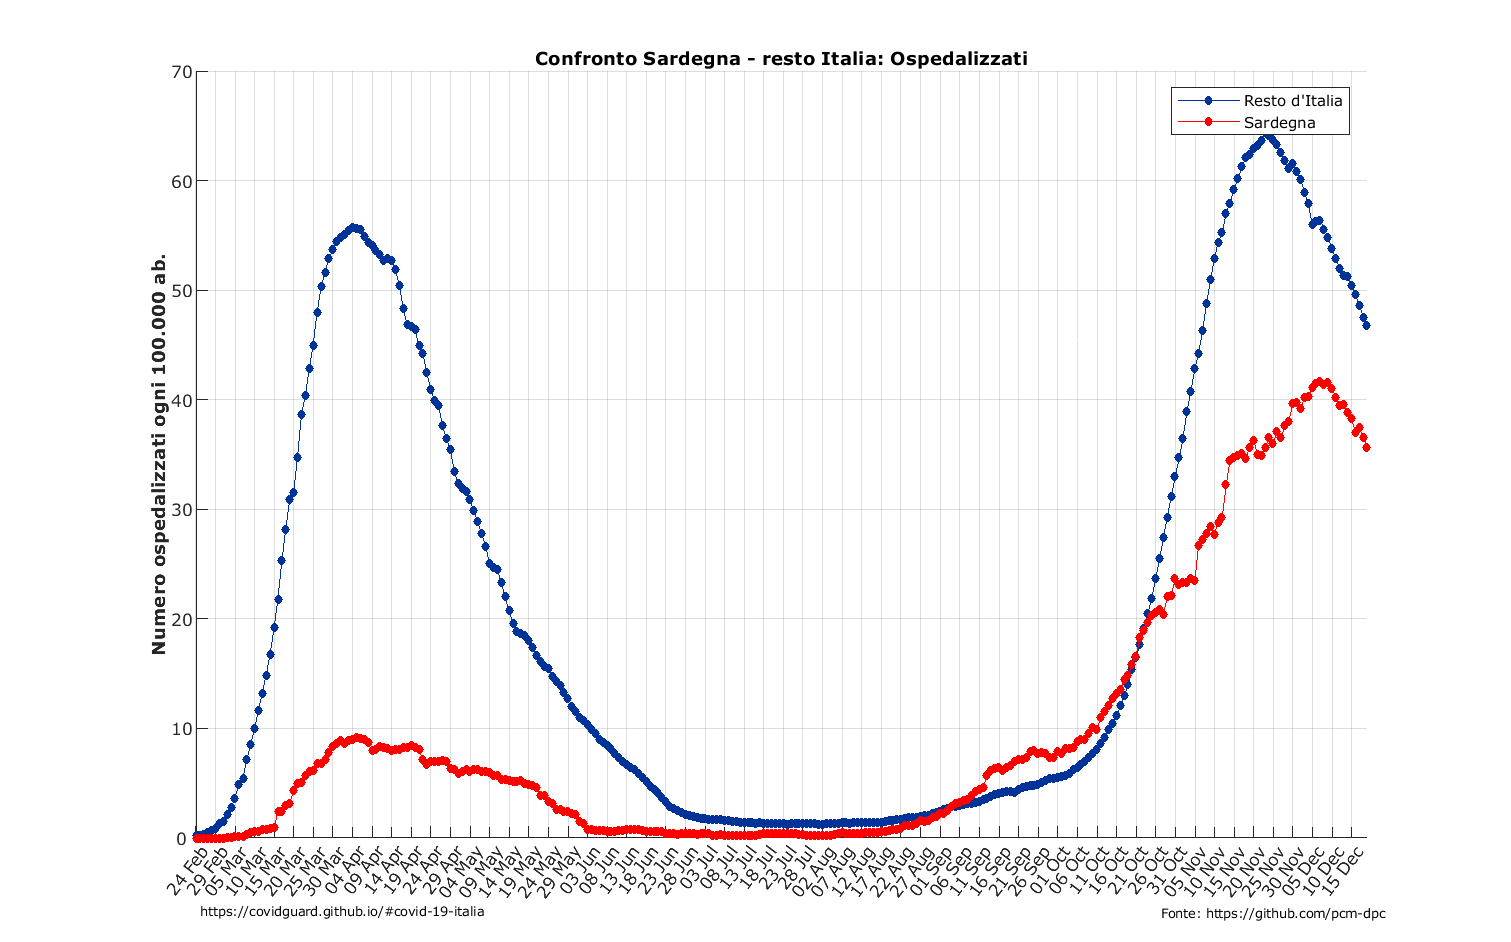 Confronto Sardegna - resto Italia: Ospedalizzati
70
60
50
40
30
20
10
0
Numero ospedalizzati ogni 100.000 ab.
Resto d'Italia
Sardegna
24 Feb
29 Feb
05 Mar
10 Mar
15 Mar
20 Mar
25 Mar
30 Mar
04 Apr
09 Apr
14 Apr
19 Apr
24 Apr
29 Apr
04 May
09 May
14 May
19 May
24 May
29 May
03 Jun
08 Jun
13 Jun
18 Jun
23 Jun
28 Jun
03 Jul
08 Jul
13 Jul
18 Jul
23 Jul
28 Jul
02 Aug
07 Aug
12 Aug
17 Aug
22 Aug
27 Aug
01 Sep
06 Sep
11 Sep
16 Sep
21 Sep
26 Sep
01 Oct
06 Oct
11 Oct
16 Oct
21 Oct
26 Oct
31 Oct
05 Nov
10 Nov
15 Nov
20 Nov
25 Nov
30 Nov
05 Dec
10 Dec
15 Dec
https://covidguard.github.io/#covid-19-italia
Fonte: https://github.com/pcm-dpc